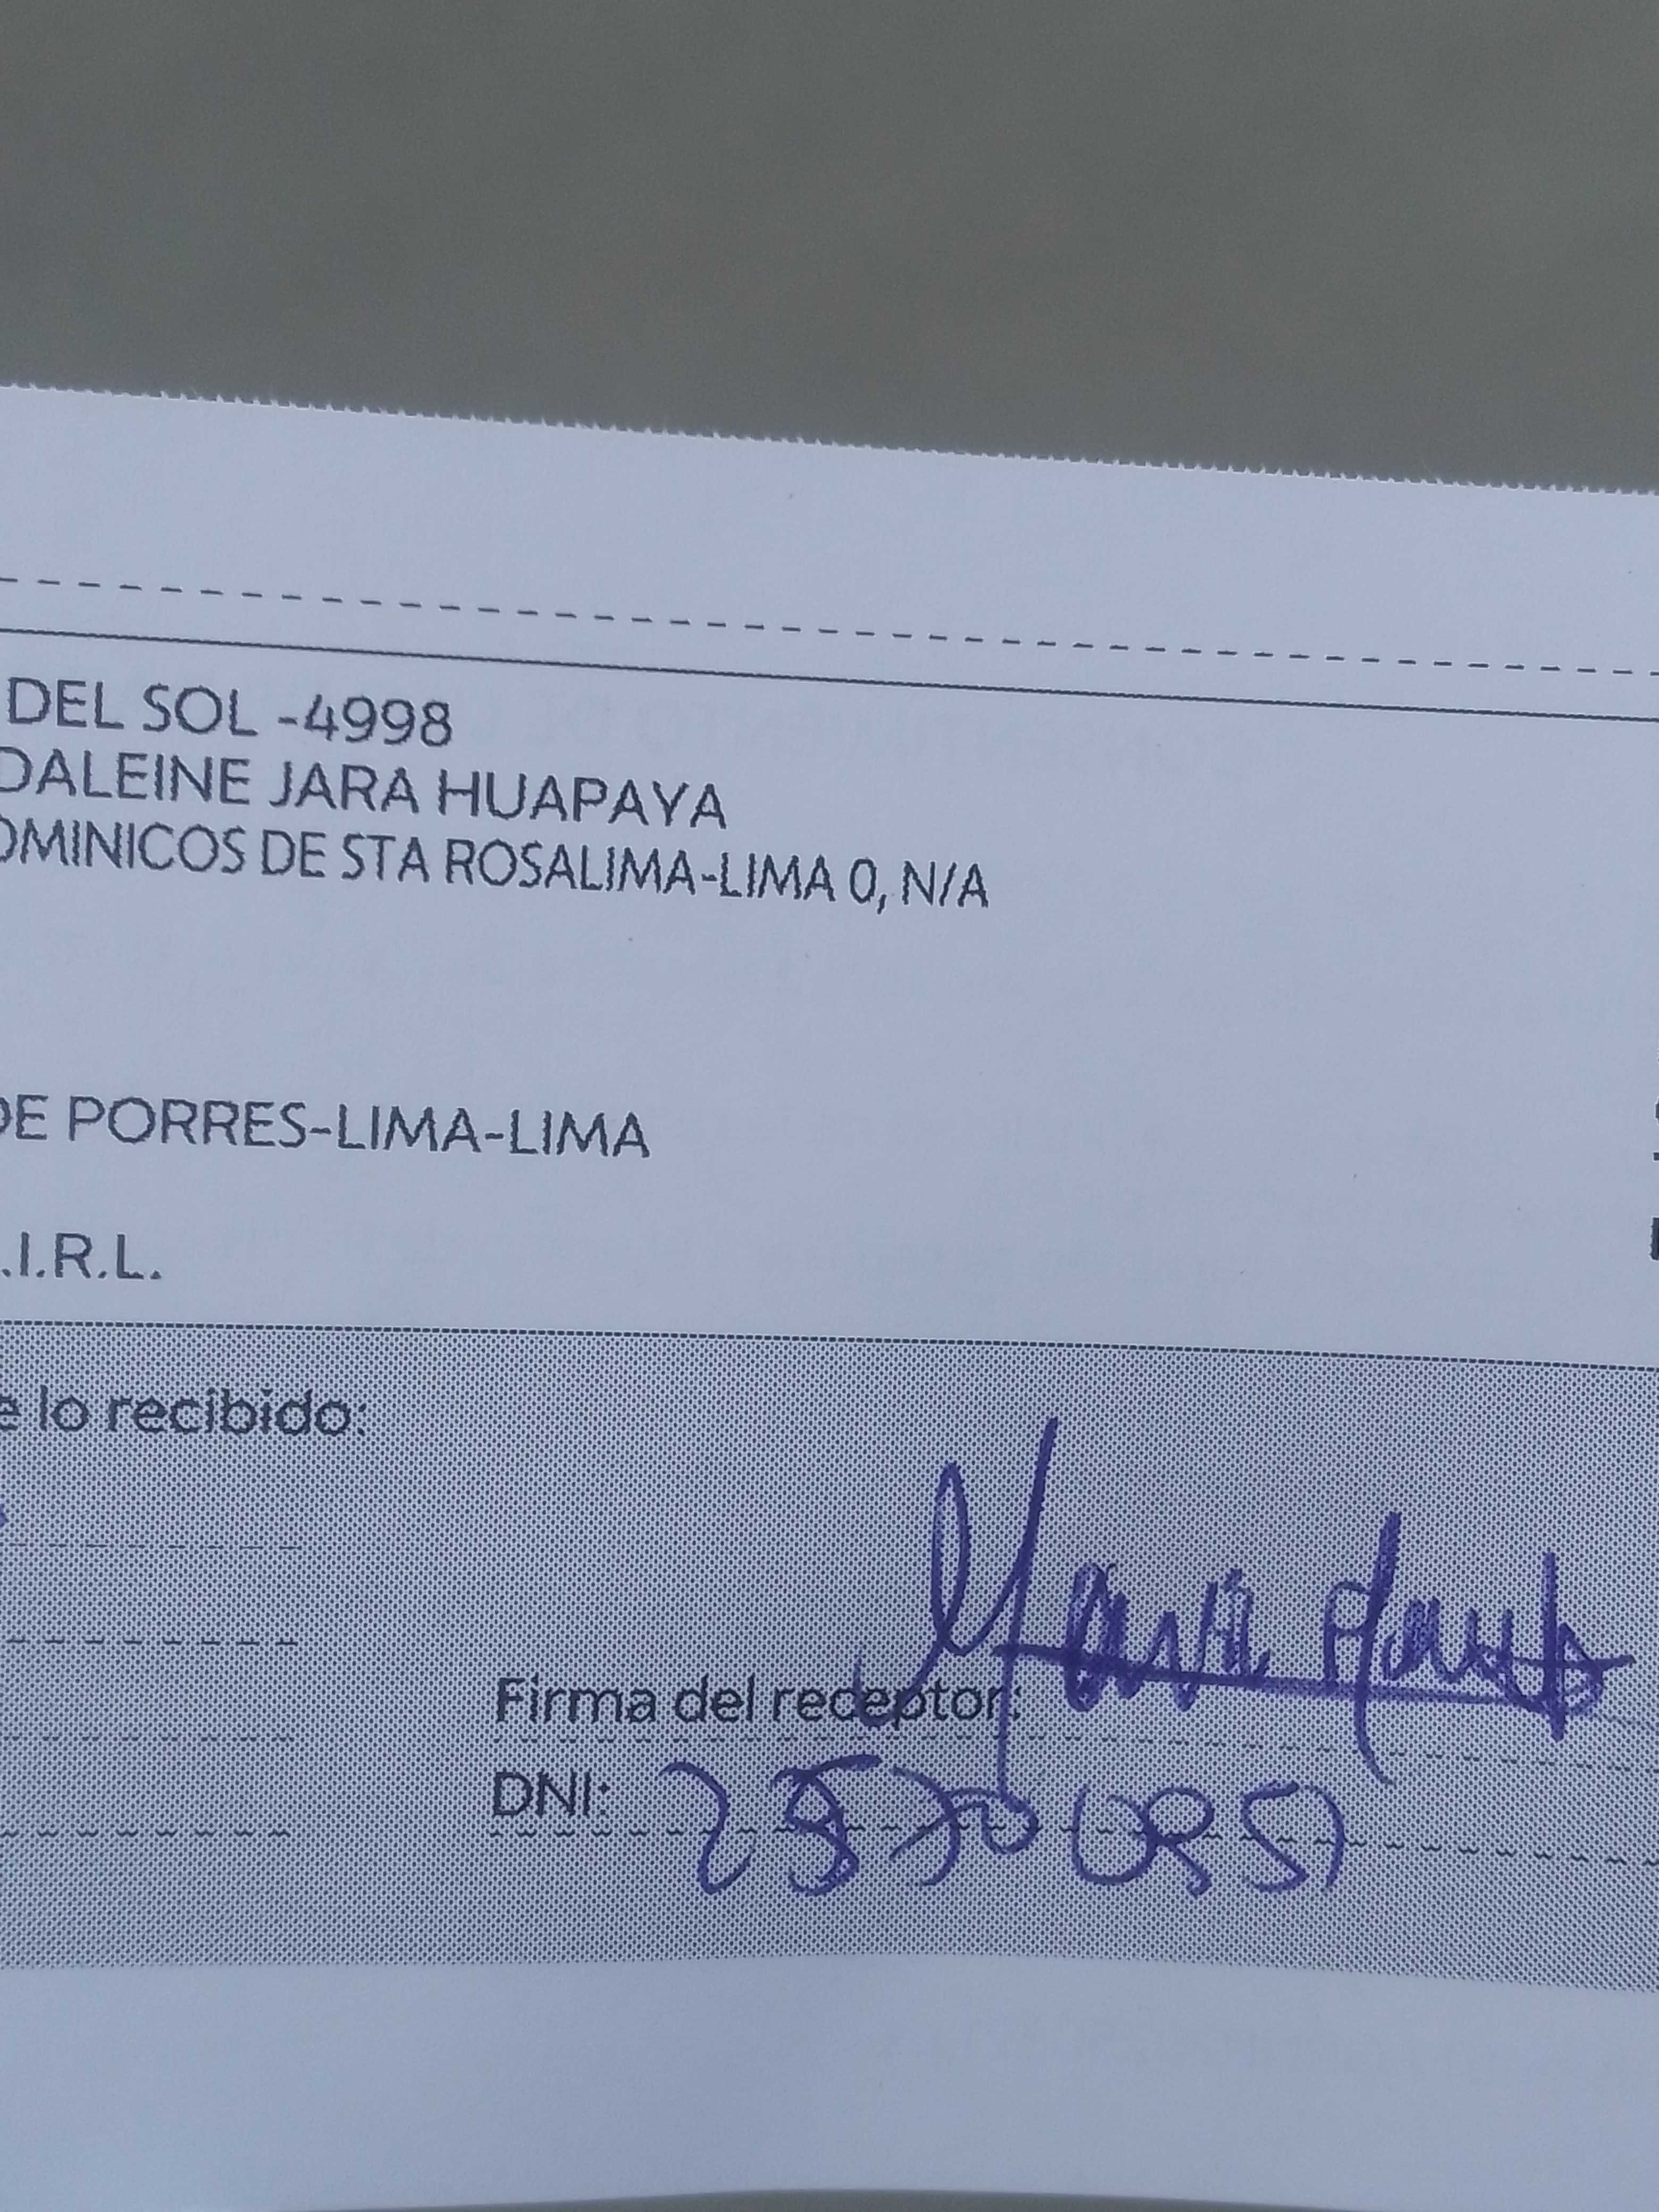 DEL SOL -4998
DALEINE JARA HUAPAYA
OMINICOS DE STA ROSALIMA-LIMA 0, N/A
DE PORRES-LIMA-LIMA
.I.R.L.
e lo recibido:
Firma del receptor:
DNI: